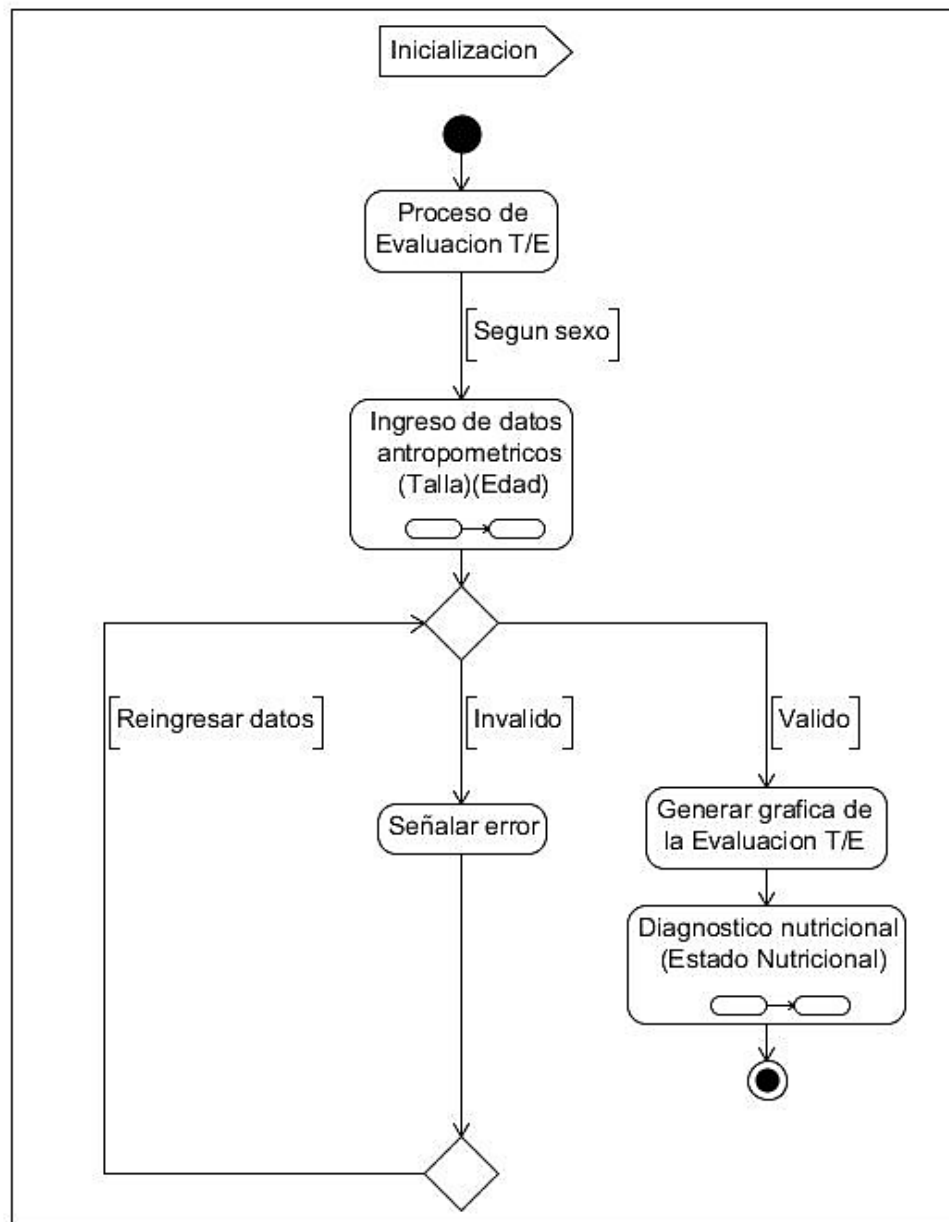 Inicializacion
Proceso de
Evaluacion T/E
Segun sexo
Ingreso de datos
antropometricos
(Talla)(Edad)
Reingresar datos
Invalido
Valido
Señalar error
Generar grafica de
la Evaluacion T/E
Diagnostico nutricional
(Estado Nutricional)